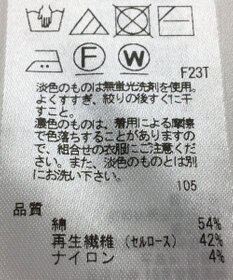 F W F23T
淡色のものは無蛍光洗剤を使用。
よくすすぎ、絞りの後すぐに干
すこと。
濃色のものは、着用による摩擦
で色落ちすることがありますの
で、組合せの衣服にご注意くださ
い。また、淡色のものとは別
にお洗い下さい。
105
品質
綿 54%
再生繊維(セルロース) 42%
ナイロン 4%